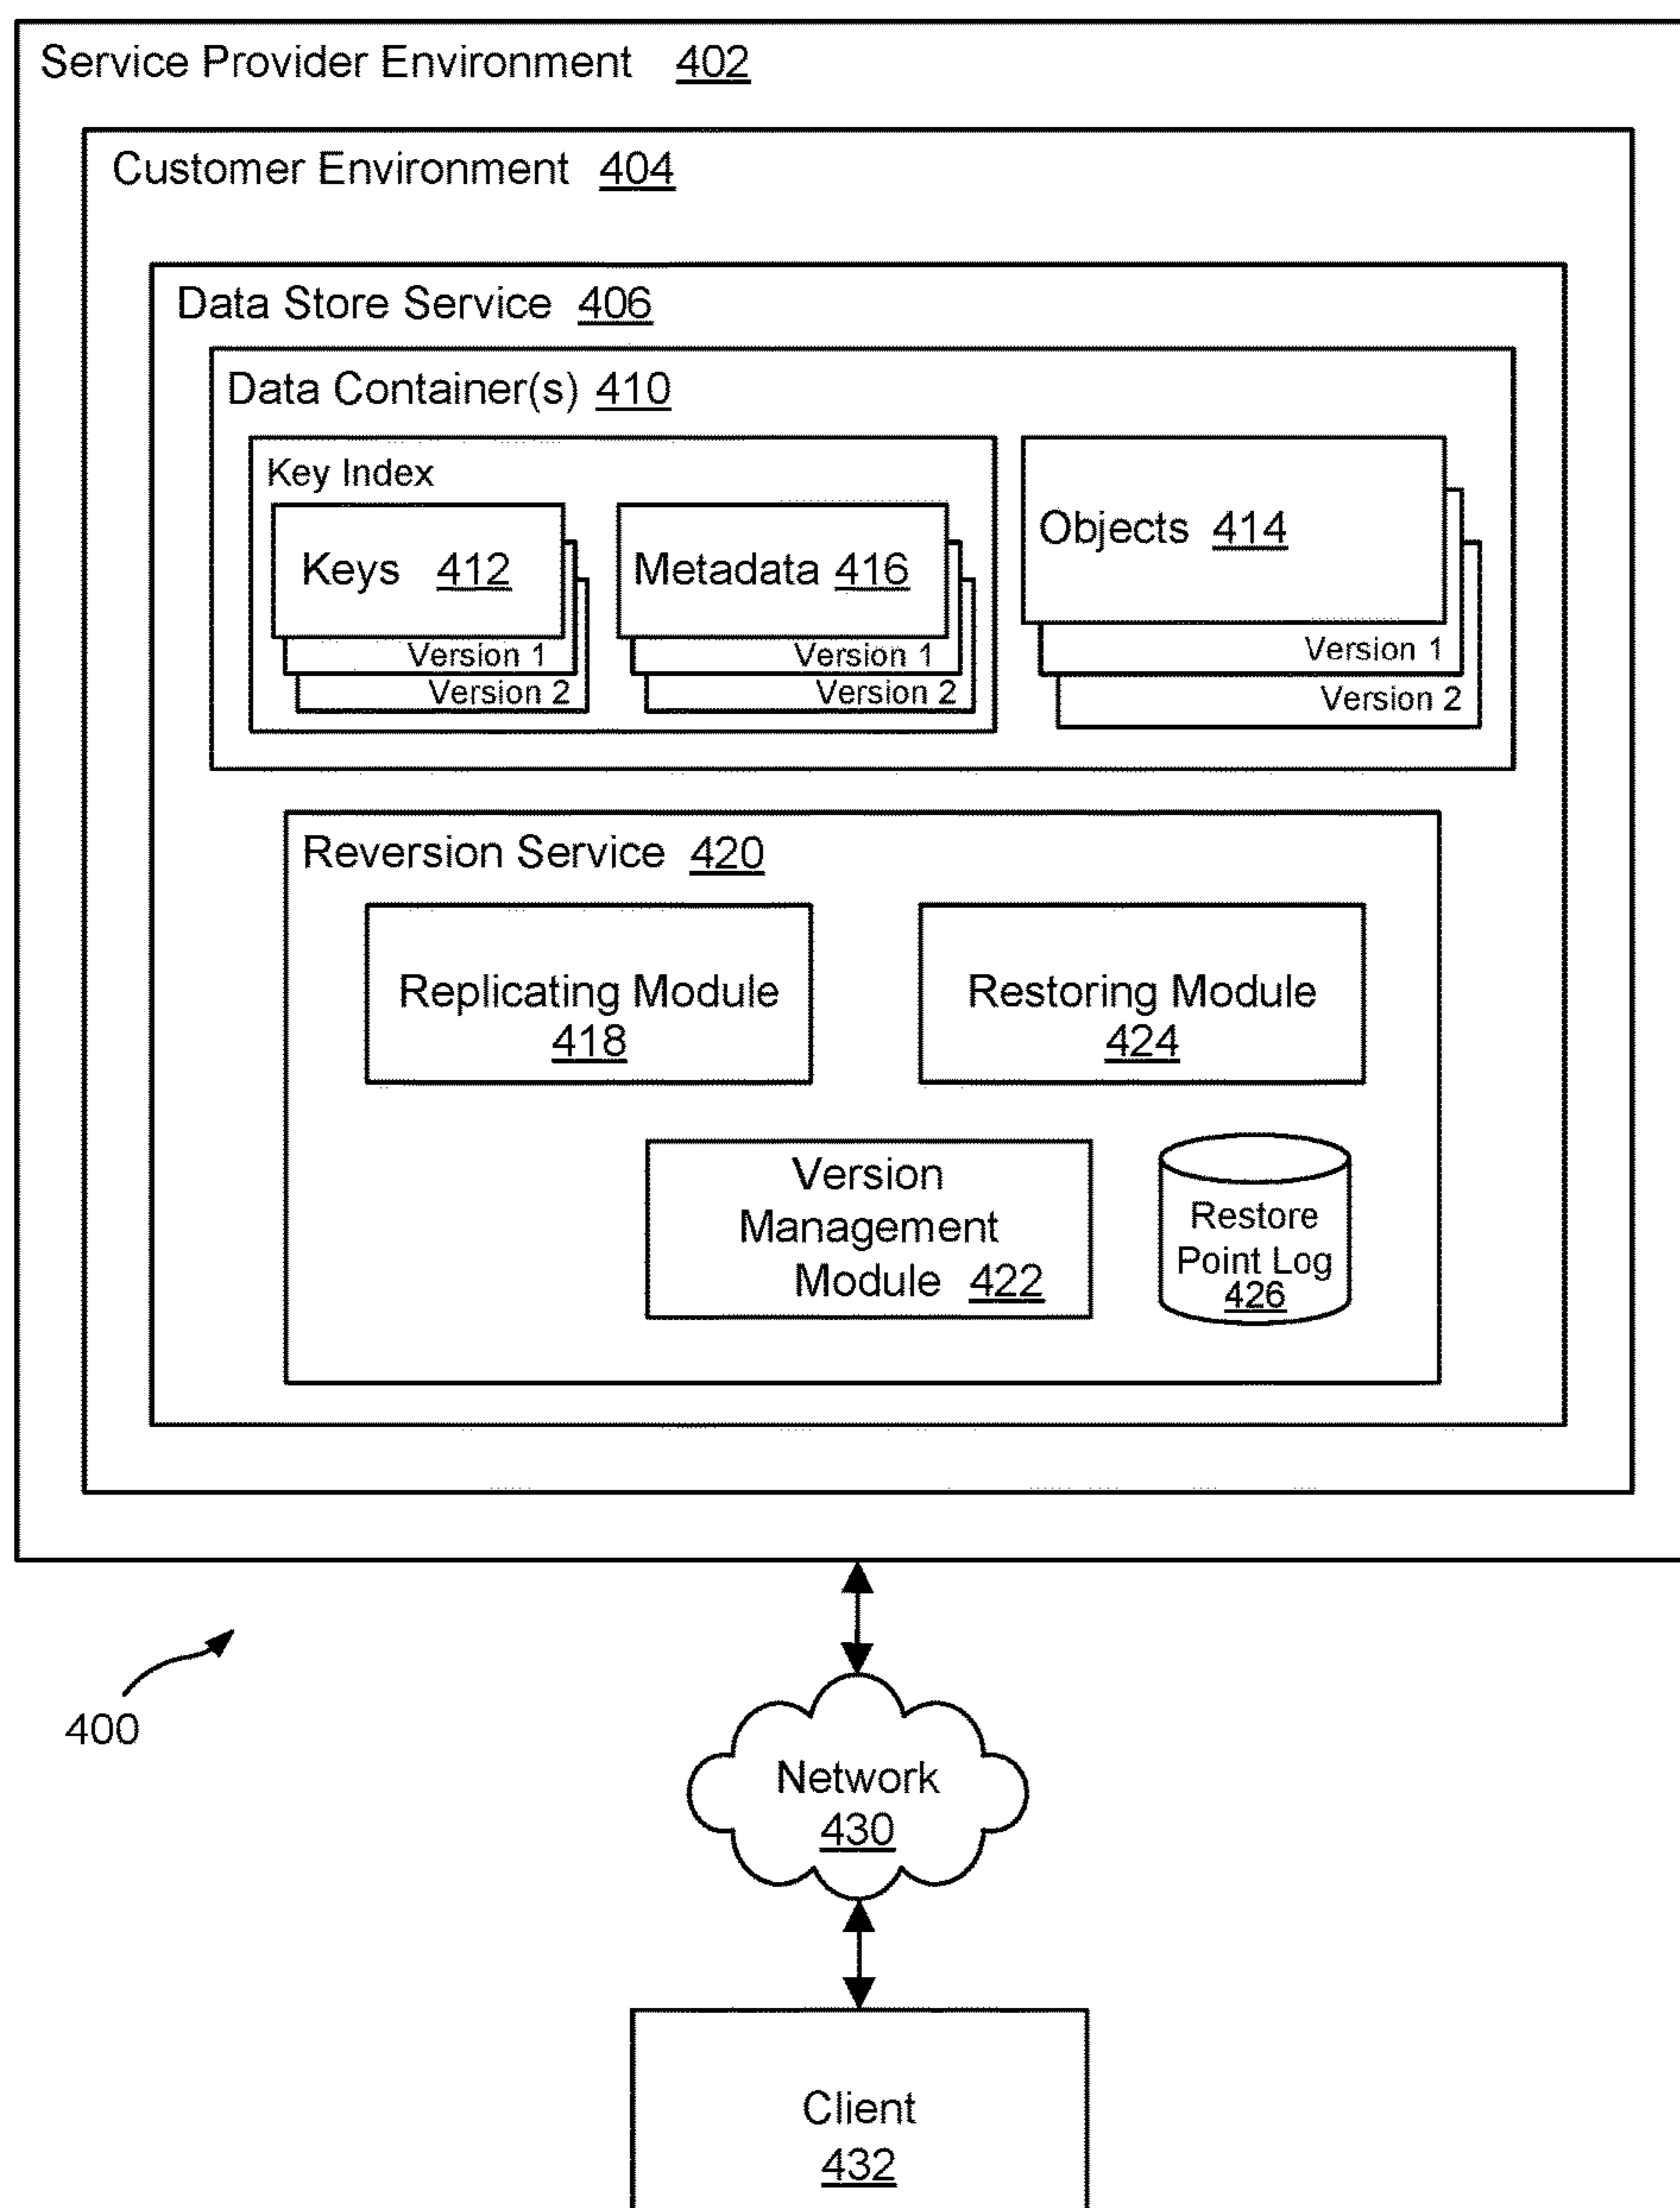 Service Provider Environment 402
Customer Environment 404
Data Store Service 406
Data Container(s) 410
Key Index
Keys 412
Version 1
Version 2
Metadata 416
Version 1
Version 2
Objects 414
Version 1
Version 2
Reversion Service 420
Replicating Module
418
Restoring Module
424
Version
Management
Module 422
Restore
Point Log
426
400
Network
430
Client
432